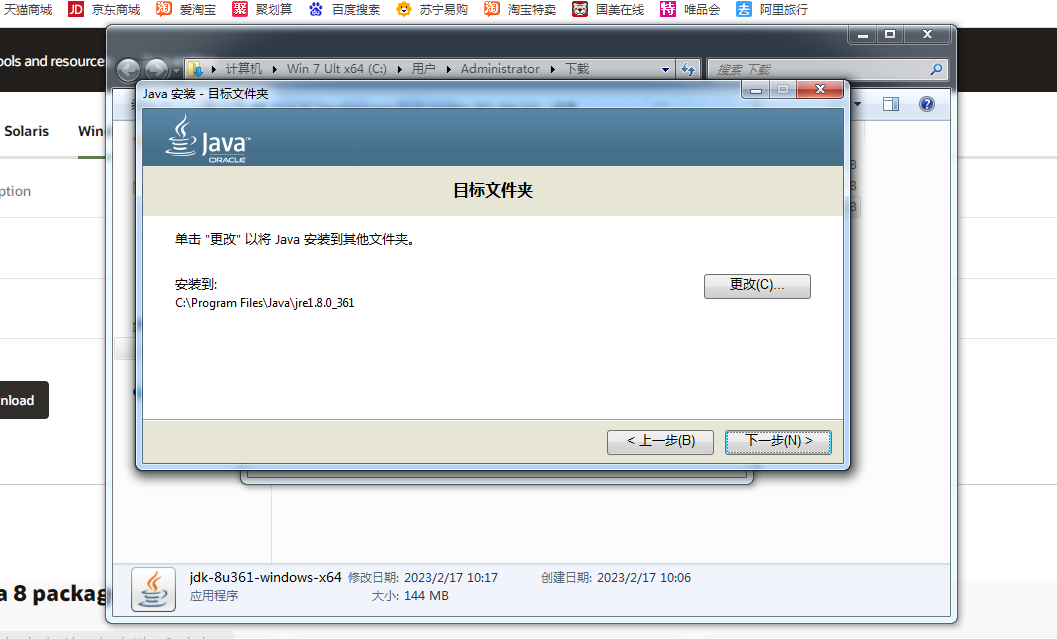 天猫商城 JD 京东商城 淘 爱淘宝 聚 聚划算 百度搜索 苏宁易购 淘 淘宝特卖 国美在线 特 唯品会 去 阿里旅行
ols and resource
计算机 Win 7 Ult x64 (C:) 用户 Administrator 下载
搜索 下载
Java 安装 - 目标文件夹
Solaris
Win
Java™
ORACLE
ption
目标文件夹
单击 "更改" 以将 Java 安装到其他文件夹。
安装到:
更改(C)...
C:\Program Files\Java\jre1.8.0_361
nload
< 上一步(B)
下一步(N) >
jdk-8u361-windows-x64 修改日期: 2023/2/17 10:17 创建日期: 2023/2/17 10:06
应用程序 大小: 144 MB
a 8 packag